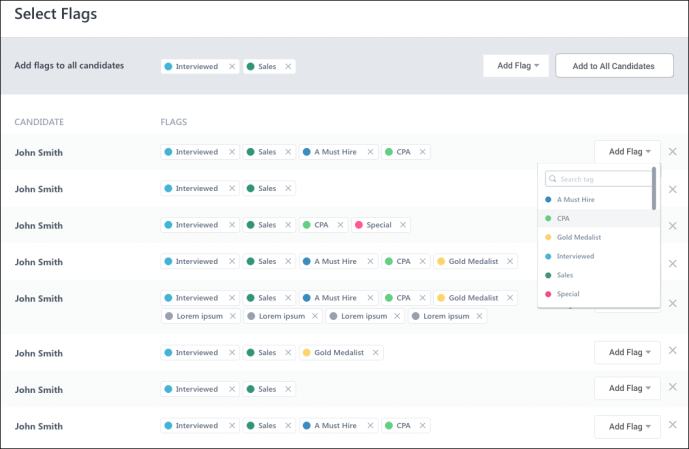 Select Flags
Add flags to all candidates Interviewed Sales Add Flag Add to All Candidates
CANDIDATE FLAGS
John Smith Interviewed Sales A Must Hire CPA Add Flag
Search tag
A Must Hire
CPA
Gold Medalist
Interviewed
Sales
Special
John Smith Interviewed Sales
John Smith Interviewed Sales CPA Special
John Smith Interviewed Sales A Must Hire CPA Gold Medalist
John Smith Interviewed Sales A Must Hire CPA Gold Medalist
Lorem ipsum Lorem ipsum Lorem ipsum Lorem ipsum
John Smith Interviewed Sales Gold Medalist Add Flag
John Smith Interviewed Sales Add Flag
John Smith Interviewed Sales A Must Hire CPA Add Flag